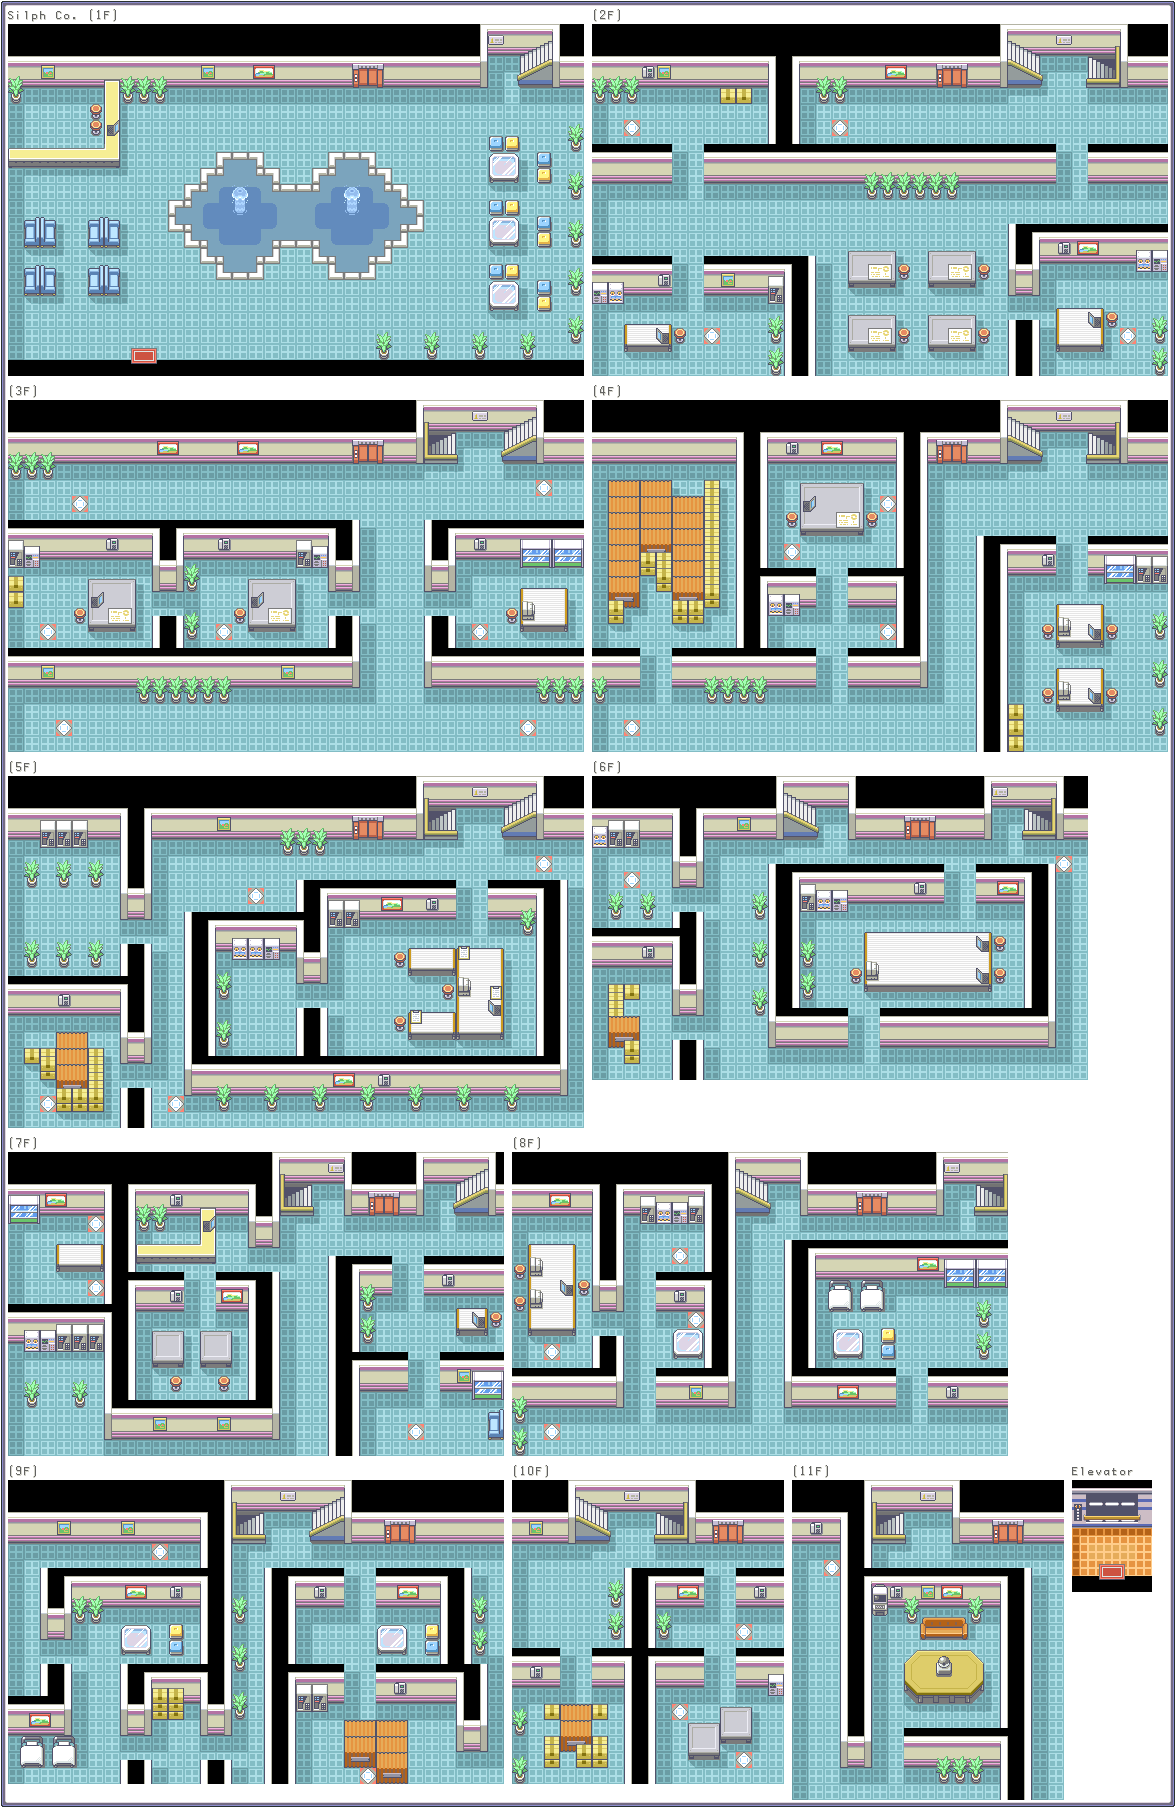 Silph Co. (1F)
(2F)
(3F)
(4F)
(5F)
(6F)
(7F)
(8F)
(9F)
(10F)
(11F)
Elevator